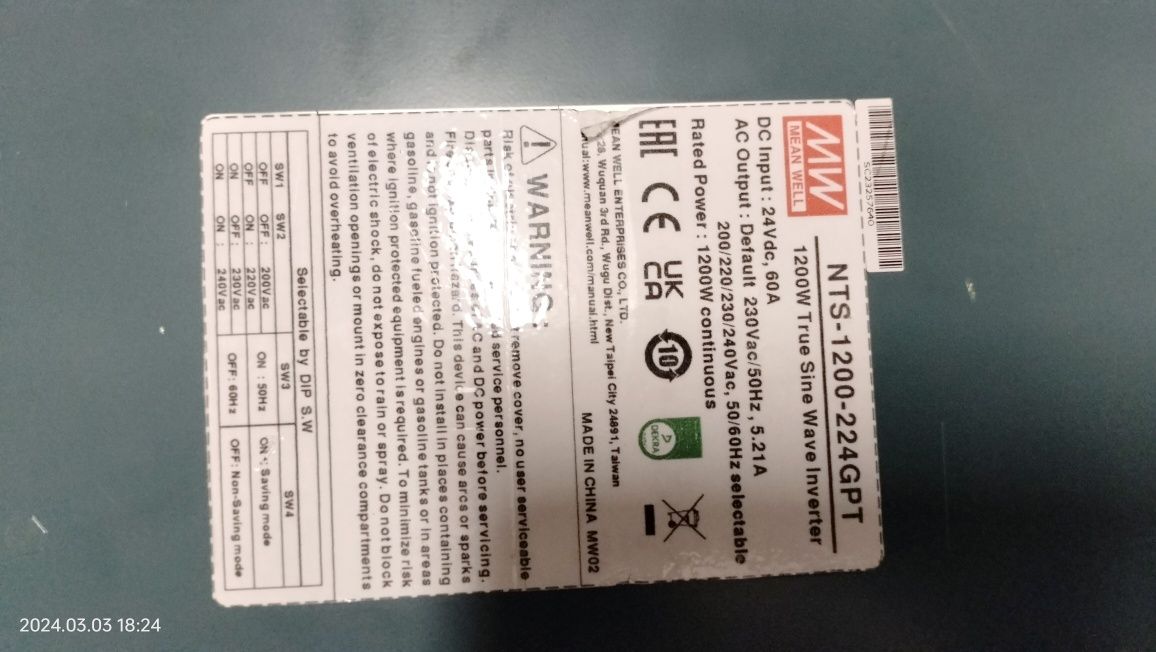 SC23257640
MW
MEAN WELL
NTS-1200-224GPT
1200W True Sine Wave Inverter
DC Input : 24Vdc, 60A
AC Output : Default 230Vac/50Hz, 5.21A
200/220/230/240Vac, 50/60Hz selectable
Rated Power : 1200W continuous
EAC CE UK CA 10 DEKRA
MEAN WELL ENTERPRISES CO., LTD.
28, Wuquan 3rd Rd., Wugu Dist., New Taipei City 24891, Taiwan
www.meanwell.com/manual.html
MADE IN CHINA MW02
WARNING:
Risk of remove cover, no user serviceable
parts service personnel.
AC and DC power before servicing.
This device can cause arcs or sparks
and not ignition protected. Do not install in places containing
gasoline, gasoline fueled engines or gasoline tanks or in areas
where ignition protected equipment is required. To minimize risk
of electric shock, do not expose to rain or spray. Do not block
ventilation openings or mount in zero clearance compartments
to avoid overheating.
Selectable by DIP S.W
SW1 SW2 SW3 SW4
OFF OFF : 200Vac ON : 50Hz ON : Saving mode
OFF ON : 220Vac
ON OFF : 230Vac OFF : 60Hz OFF : Non-Saving mode
ON ON : 240Vac
2024.03.03 18:24